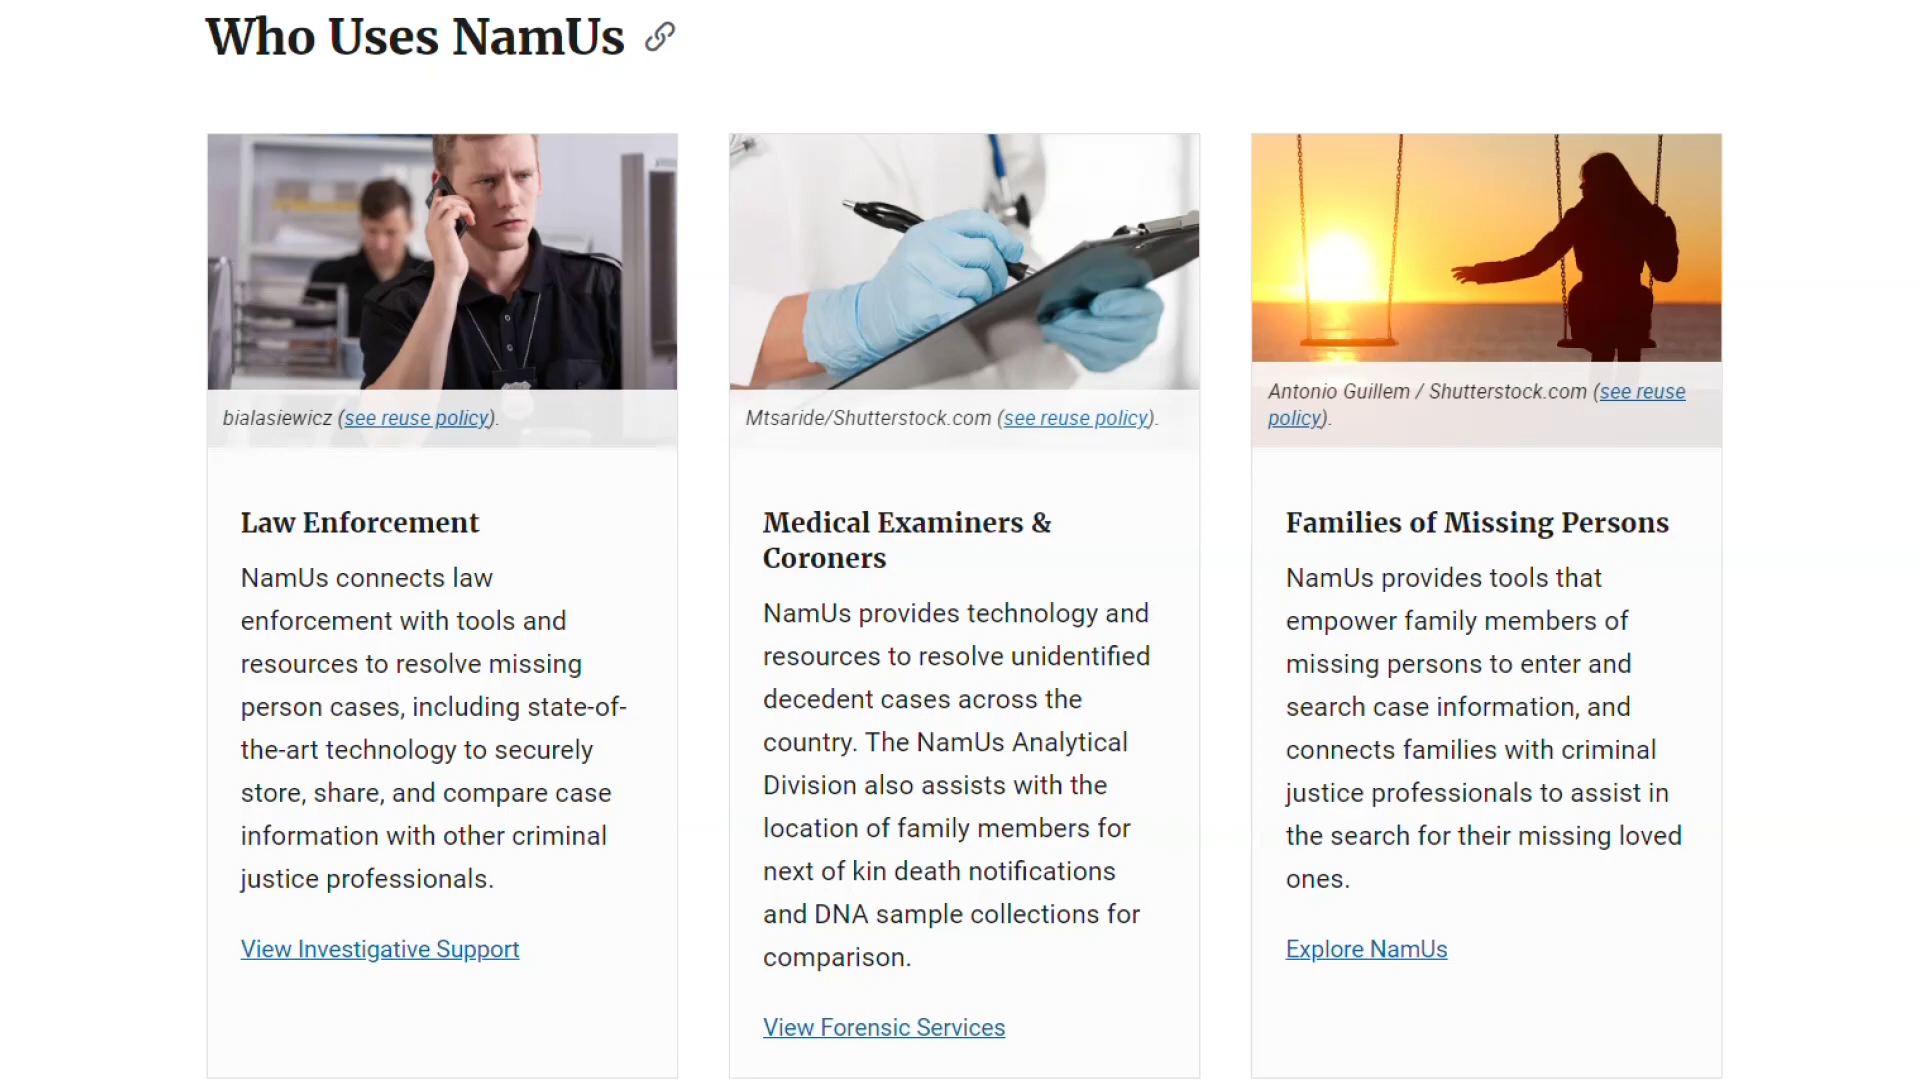 Who Uses NamUs
bialasiewicz (see reuse policy).
Law Enforcement
NamUs connects law
enforcement with tools and
resources to resolve missing
person cases, including state-of-
the-art technology to securely
store, share, and compare case
information with other criminal
justice professionals.
View Investigative Support
Mtsaride/Shutterstock.com (see reuse policy).
Medical Examiners &
Coroners
NamUs provides technology and
resources to resolve unidentified
decedent cases across the
country. The NamUs Analytical
Division also assists with the
location of family members for
next of kin death notifications
and DNA sample collections for
comparison.
View Forensic Services
Antonio Guillem / Shutterstock.com (see reuse
policy).
Families of Missing Persons
NamUs provides tools that
empower family members of
missing persons to enter and
search case information, and
connects families with criminal
justice professionals to assist in
the search for their missing loved
ones.
Explore NamUs